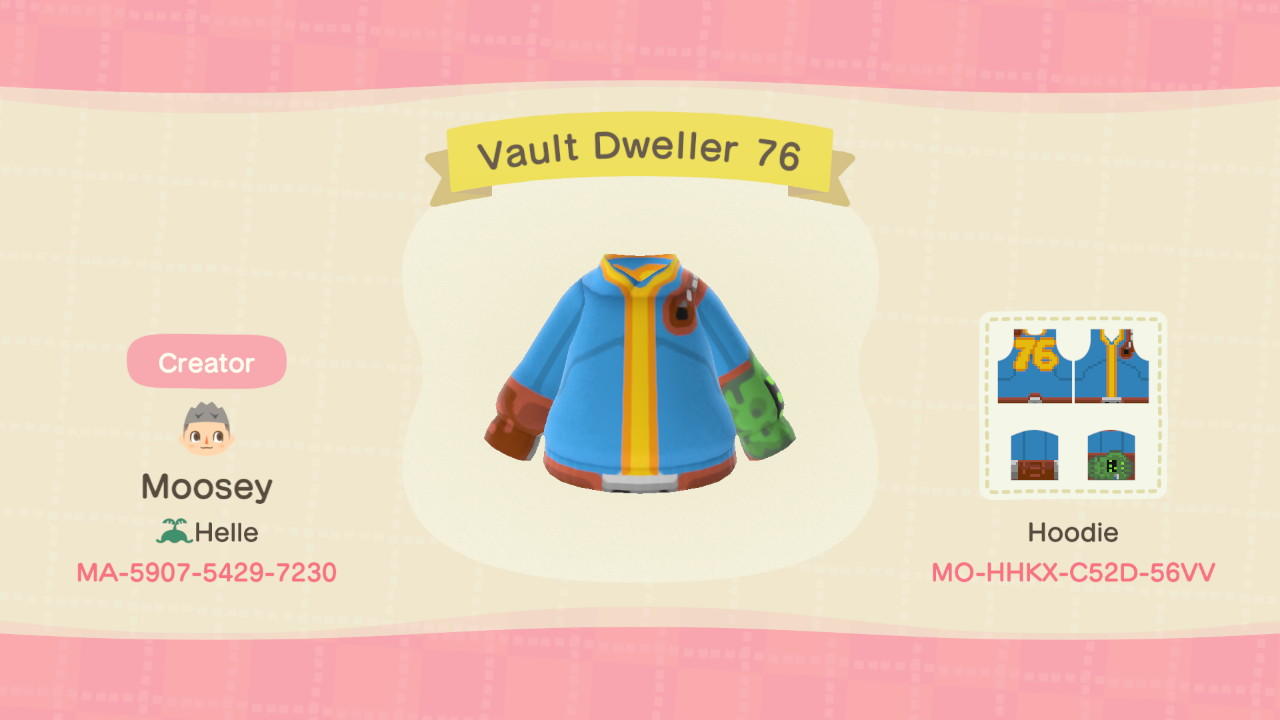 Vault Dweller 76
Creator
Moosey
Helle
MA-5907-5429-7230
76
Hoodie
MO-HHKX-C52D-56VV